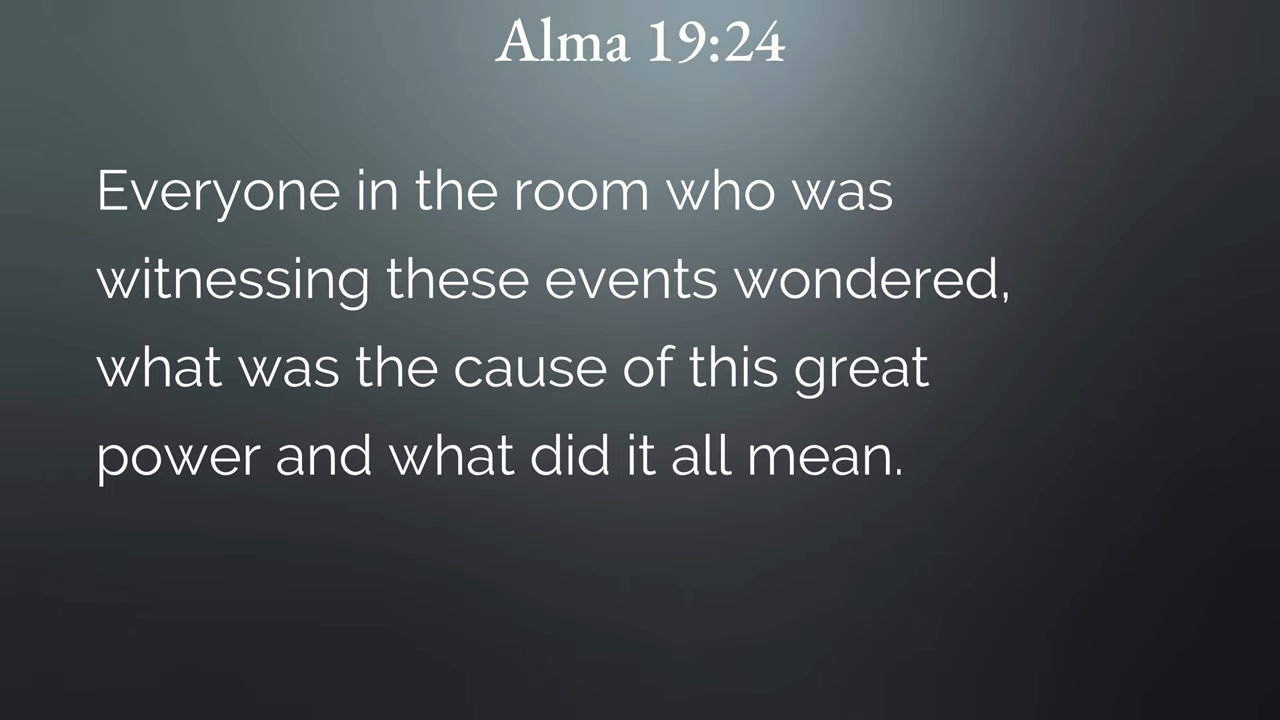 Alma 19:24
Everyone in the room who was
witnessing these events wondered,
what was the cause of this great
power and what did it all mean.